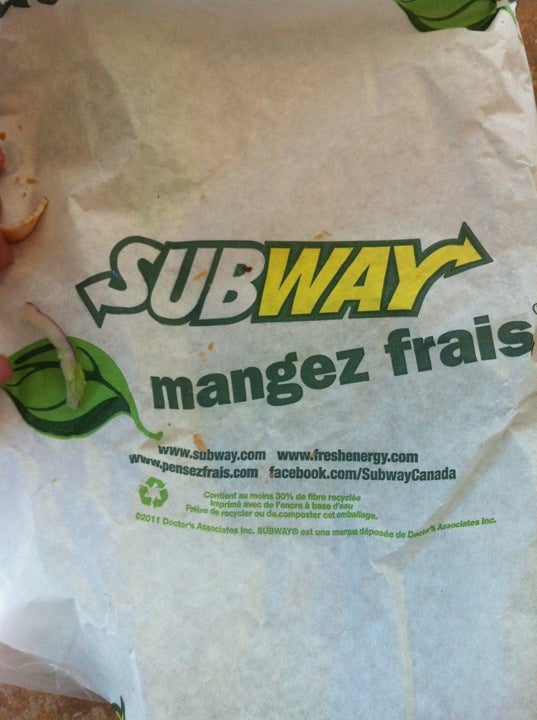 SUBWAY
mangez frais
www.subway.com www.freshenergy.com
www.pensezfrais.com facebook.com/SubwayCanada
Contient au moins 30% de fibre recyclée
Imprimé avec de l'encre à base d'eau
Prière de recycler ou de composter cet emballage.
©2011 Doctor's Associates Inc. SUBWAY® est une marque déposée de Doctor's Associates Inc.